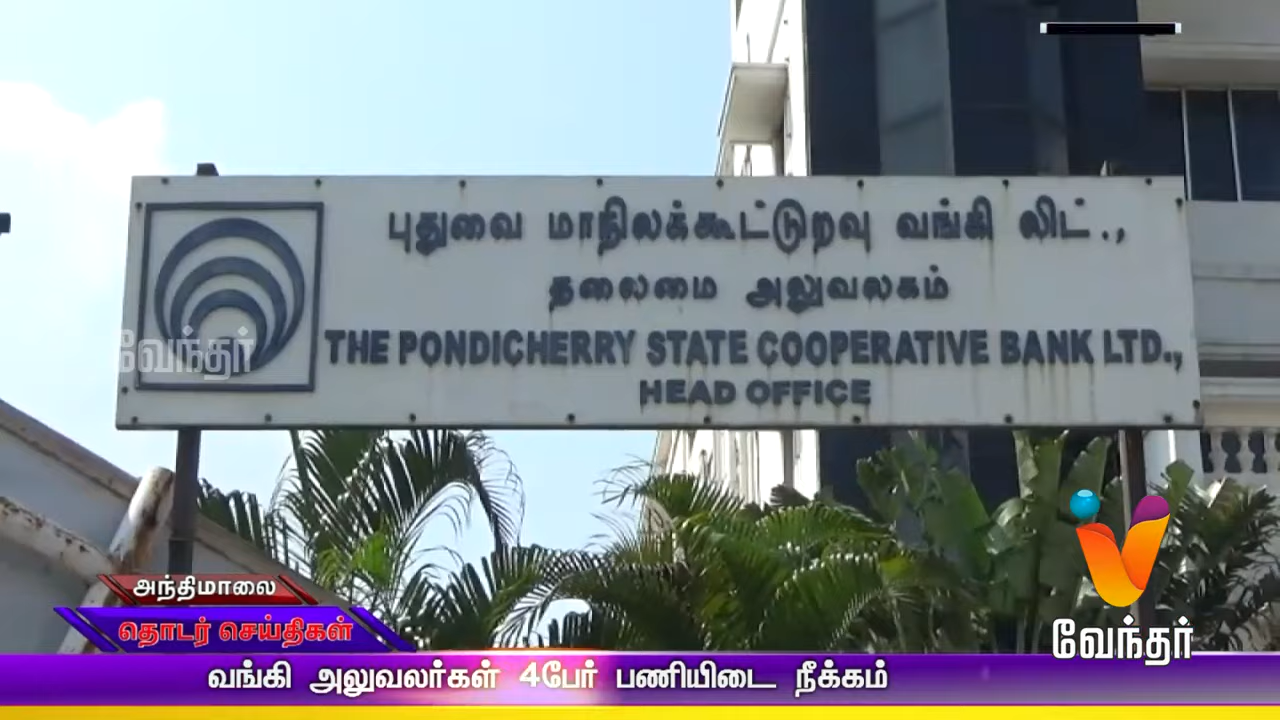 புதுவை மாநிலக்கூட்டுறவு வங்கி லிட்.,
தலைமை அலுவலகம்
THE PONDICHERRY STATE COOPERATIVE BANK LTD.,
HEAD OFFICE
வேந்தர்
அந்திமாலை
தொடர் செய்திகள்
வேந்தர்
வங்கி அலுவலர்கள் 4பேர் பணியிடை நீக்கம்